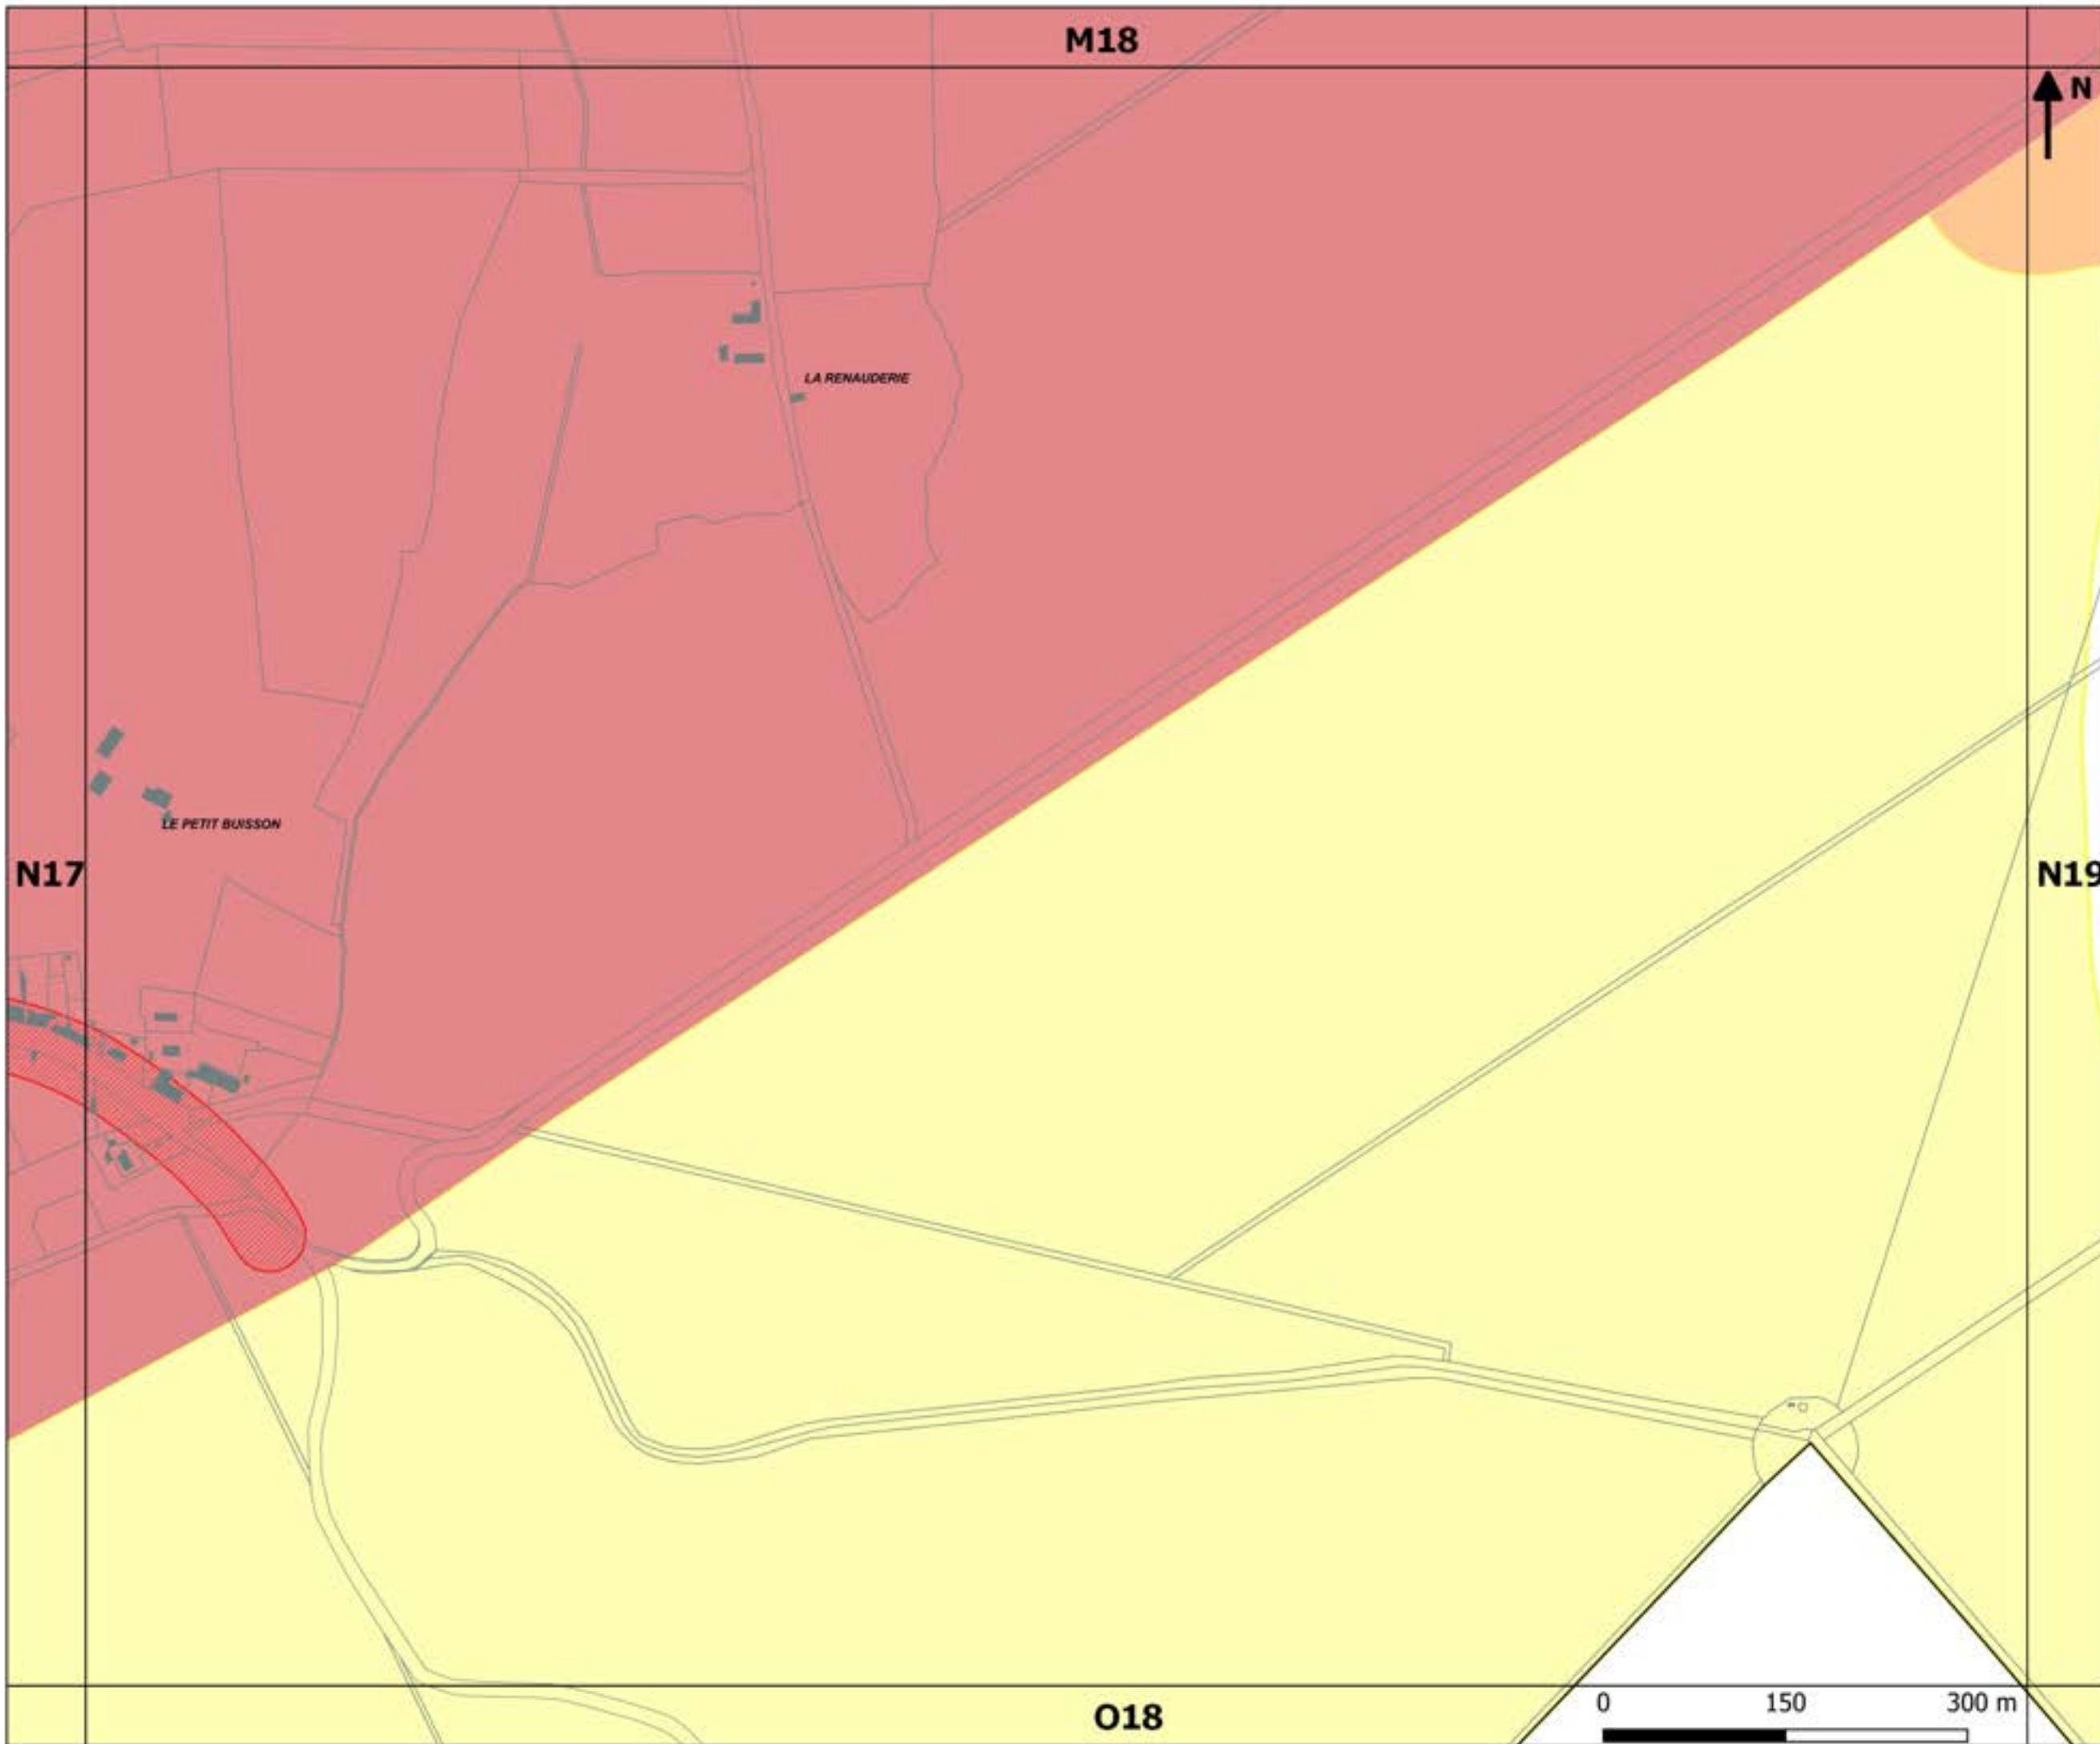 M18
N
LA RENAUDERIE
LE PETIT BUISSON
N17
N19
0 150 300 m
O18